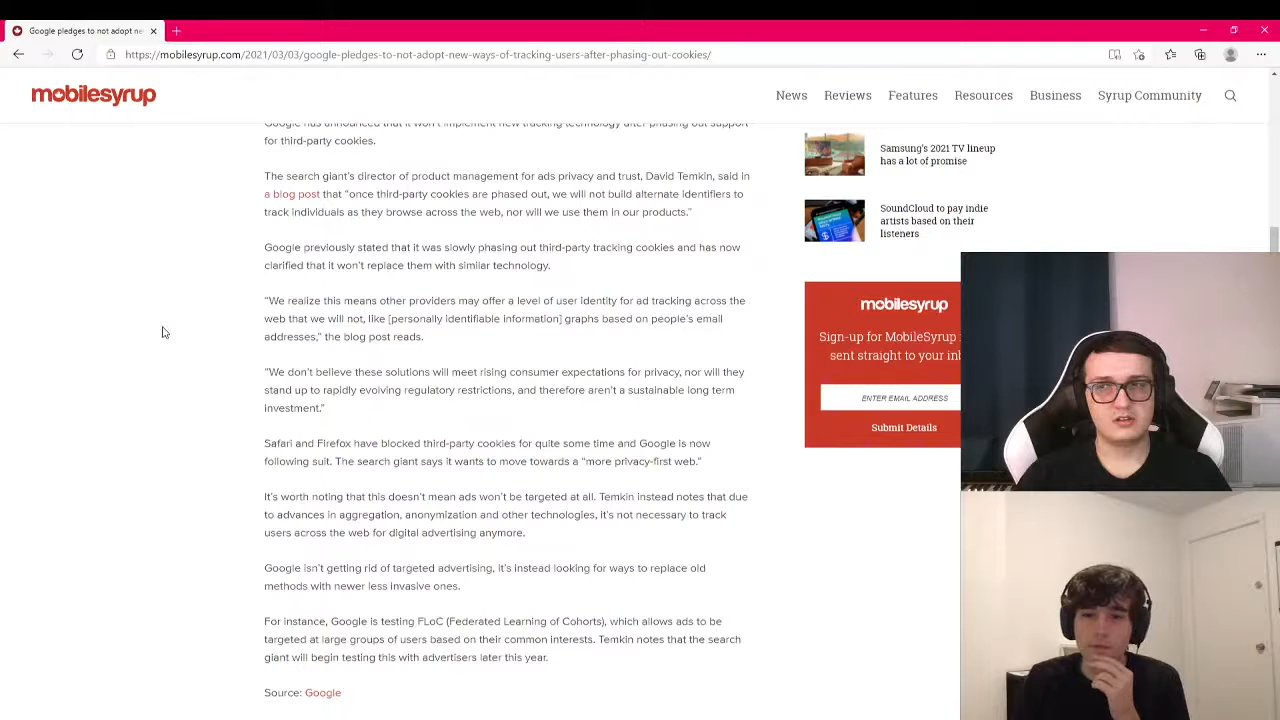 Google pledges to not adopt ne
https://mobilesyrup.com/2021/03/03/google-pledges-to-not-adopt-new-ways-of-tracking-users-after-phasing-out-cookies/
mobilesyrup
News Reviews Features Resources Business Syrup Community
Google has announced that it won't implement new tracking technology after phasing out support
for third-party cookies.
The search giant's director of product management for ads privacy and trust, David Temkin, said in
a blog post that “once third-party cookies are phased out, we will not build alternate identifiers to
track individuals as they browse across the web, nor will we use them in our products.”
Google previously stated that it was slowly phasing out third-party tracking cookies and has now
clarified that it won't replace them with similar technology.
“We realize this means other providers may offer a level of user identity for ad tracking across the
web that we will not, like [personally identifiable information] graphs based on people's email
addresses,” the blog post reads.
“We don't believe these solutions will meet rising consumer expectations for privacy, nor will they
stand up to rapidly evolving regulatory restrictions, and therefore aren't a sustainable long term
investment.”
Safari and Firefox have blocked third-party cookies for quite some time and Google is now
following suit. The search giant says it wants to move towards a “more privacy-first web.”
It's worth noting that this doesn't mean ads won't be targeted at all. Temkin instead notes that due
to advances in aggregation, anonymization and other technologies, it's not necessary to track
users across the web for digital advertising anymore.
Google isn't getting rid of targeted advertising, it's instead looking for ways to replace old
methods with newer less invasive ones.
For instance, Google is testing FLoC (Federated Learning of Cohorts), which allows ads to be
targeted at large groups of users based on their common interests. Temkin notes that the search
giant will begin testing this with advertisers later this year.
Source: Google
Samsung's 2021 TV lineup
has a lot of promise
SoundCloud to pay indie
artists based on their
listeners
mobilesyrup
Sign-up for MobileSyrup
sent straight to your inb
ENTER EMAIL ADDRESS
Submit Details